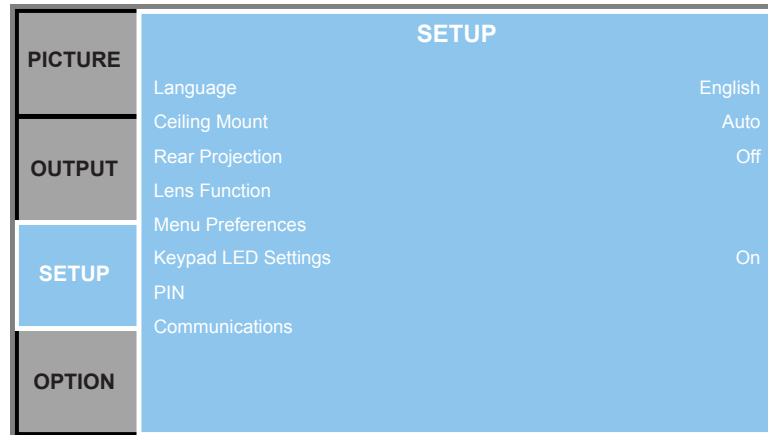 PICTURE
OUTPUT
SETUP
OPTION
SETUP
Language English
Ceiling Mount Auto
Rear Projection Off
Lens Function
Menu Preferences
Keypad LED Settings On
PIN
Communications